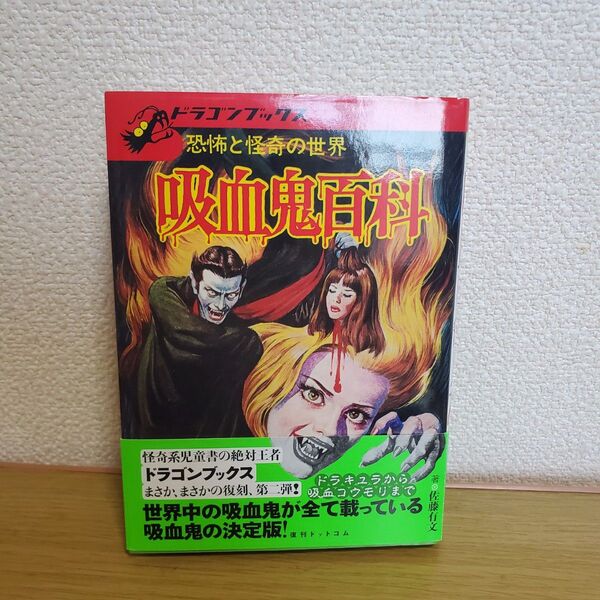 ドラゴンブックス
恐怖と怪奇の世界
吸血鬼百科
怪奇系児童書の絶対王者
ドラゴンブックス
まさか、まさかの復刻、第二弾!
ドラキュラから
吸血コウモリまで
著◎佐藤有文
世界中の吸血鬼が全て載っている
吸血鬼の決定版!
復刊ドットコム